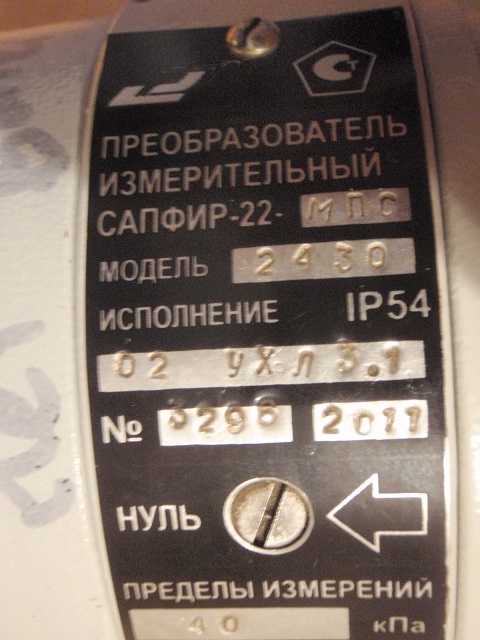 ПРЕОБРАЗОВАТЕЛЬ
ИЗМЕРИТЕЛЬНЫЙ
САПФИР-22- МПС
МОДЕЛЬ 2430
ИСПОЛНЕНИЕ IP54
02 УХЛ 3.1
№ 3296 2011
НУЛЬ
ПРЕДЕЛЫ ИЗМЕРЕНИЙ
40 кПа